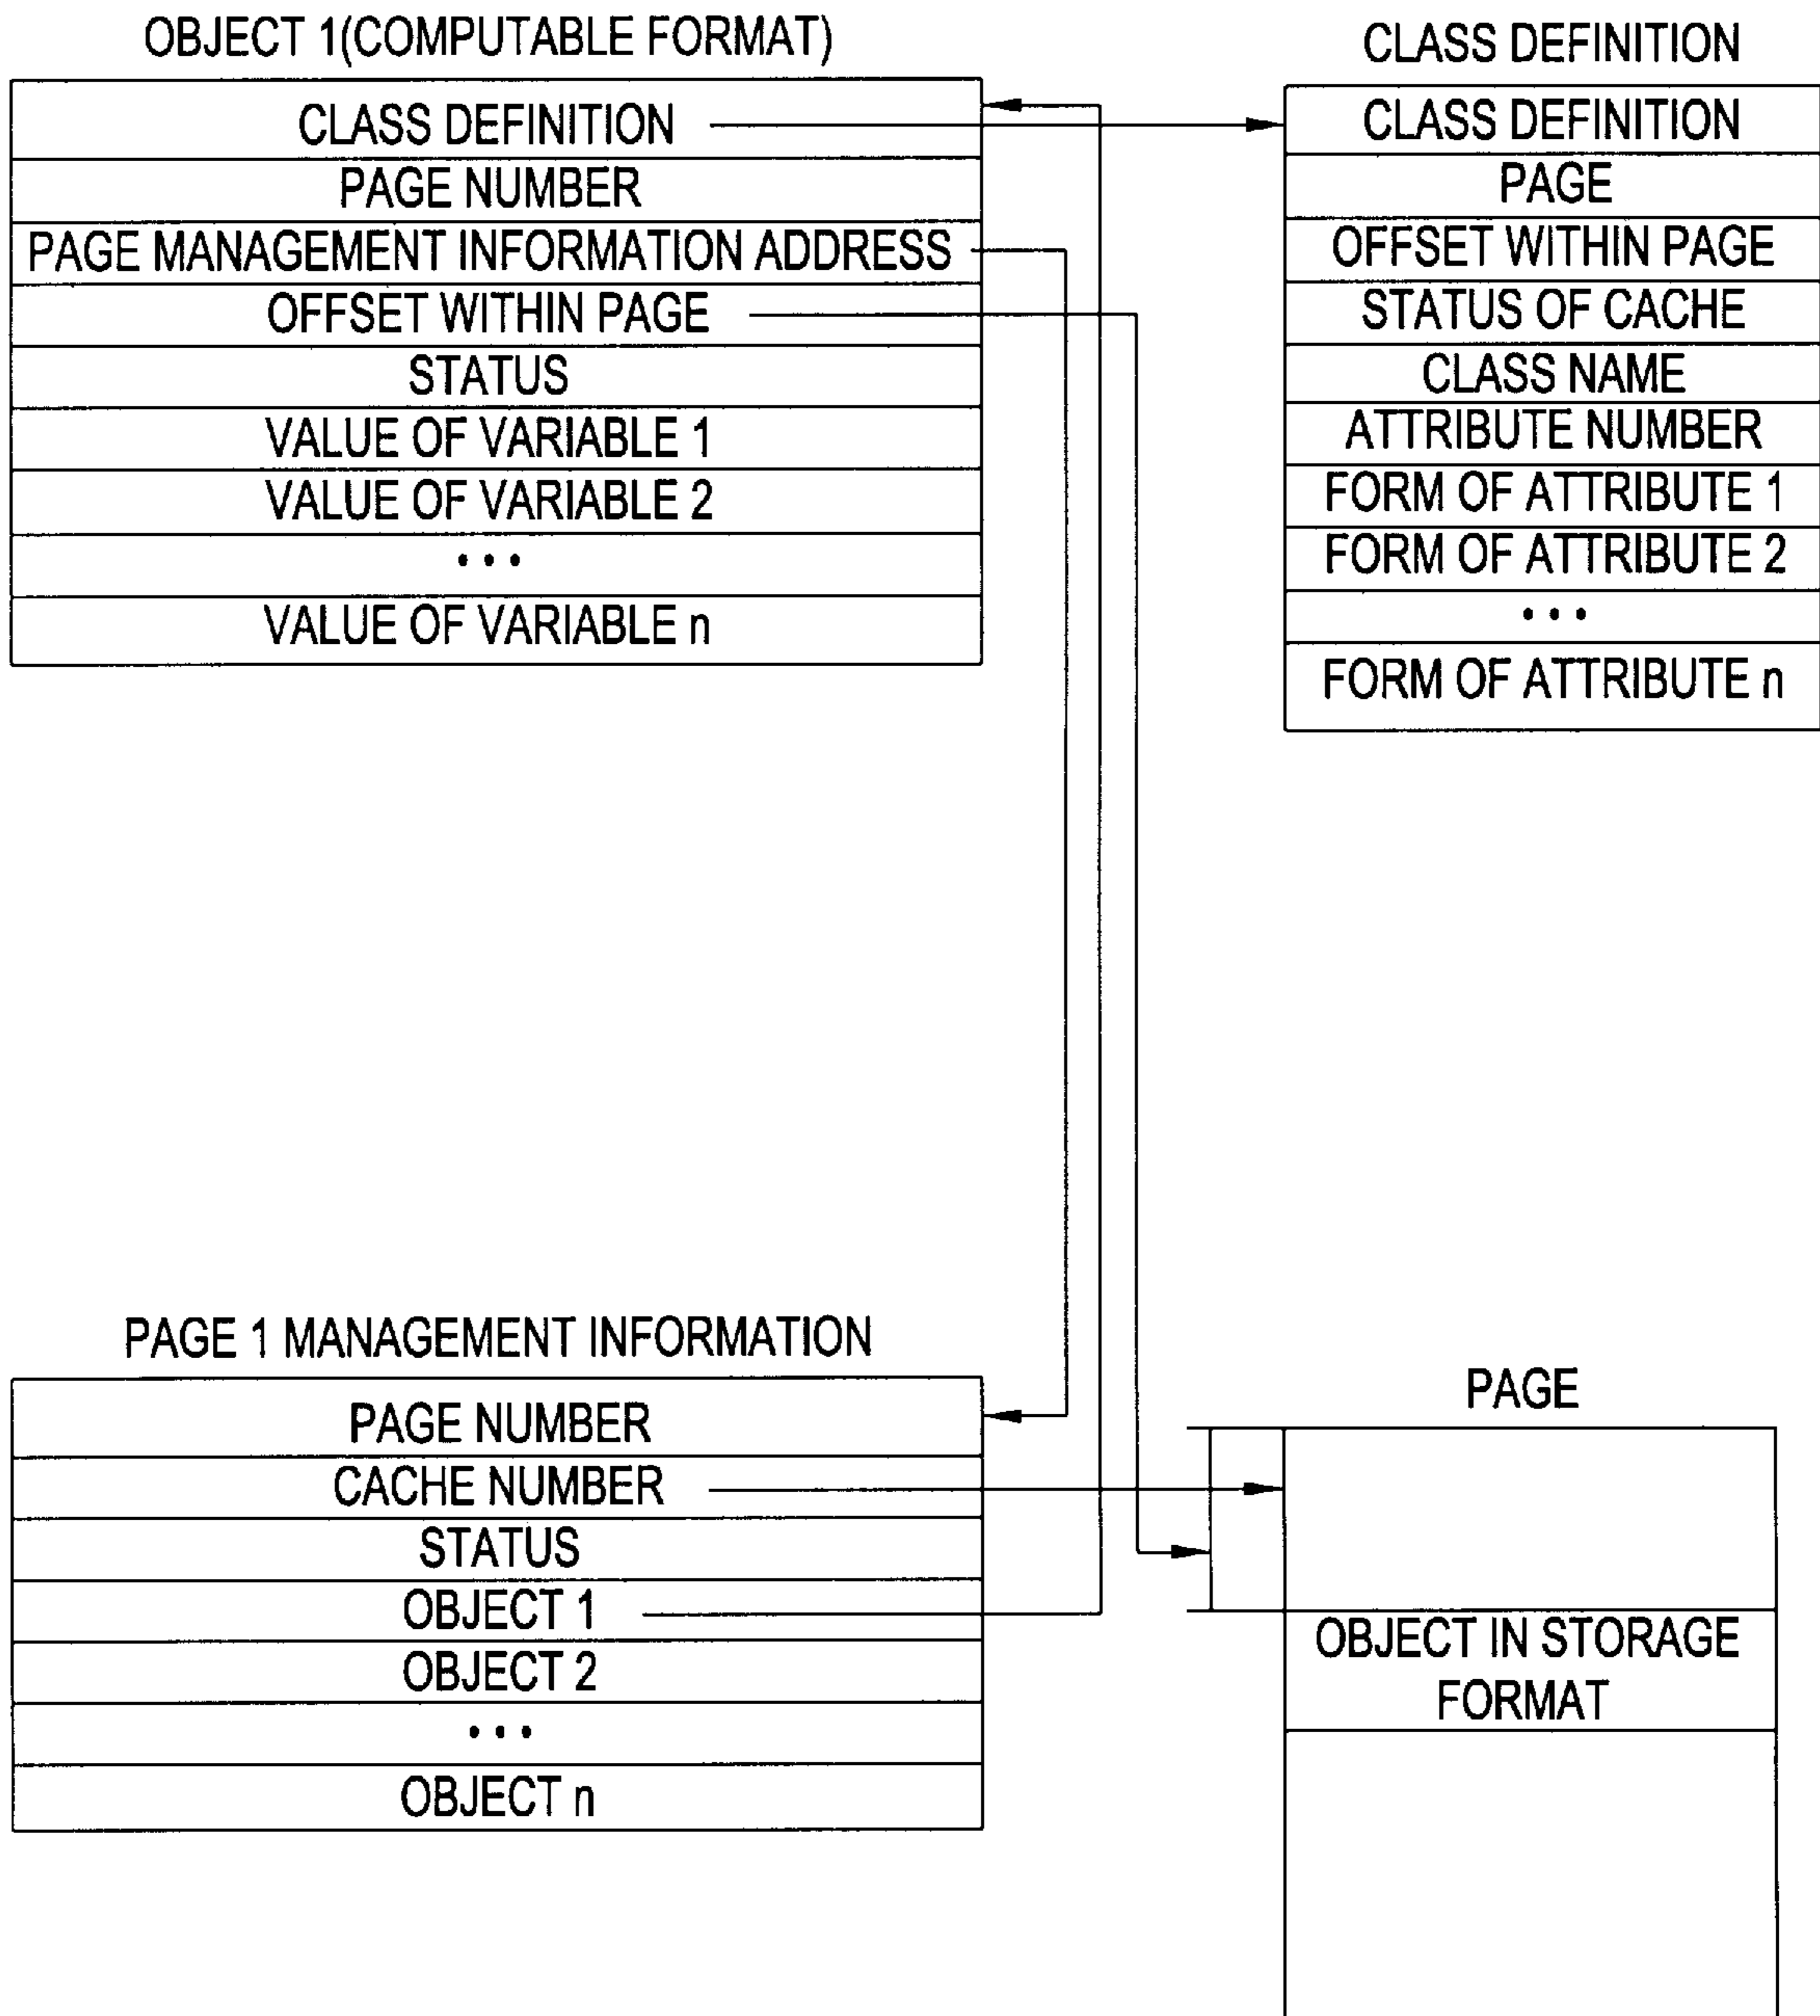 OBJECT 1(COMPUTABLE FORMAT)
CLASS DEFINITION
PAGE NUMBER
PAGE MANAGEMENT INFORMATION ADDRESS
OFFSET WITHIN PAGE
STATUS
VALUE OF VARIABLE 1
VALUE OF VARIABLE 2
• • •
VALUE OF VARIABLE n
CLASS DEFINITION
CLASS DEFINITION
PAGE
OFFSET WITHIN PAGE
STATUS OF CACHE
CLASS NAME
ATTRIBUTE NUMBER
FORM OF ATTRIBUTE 1
FORM OF ATTRIBUTE 2
• • •
FORM OF ATTRIBUTE n
PAGE 1 MANAGEMENT INFORMATION
PAGE NUMBER
CACHE NUMBER
STATUS
OBJECT 1
OBJECT 2
• • •
OBJECT n
PAGE
OBJECT IN STORAGE
FORMAT